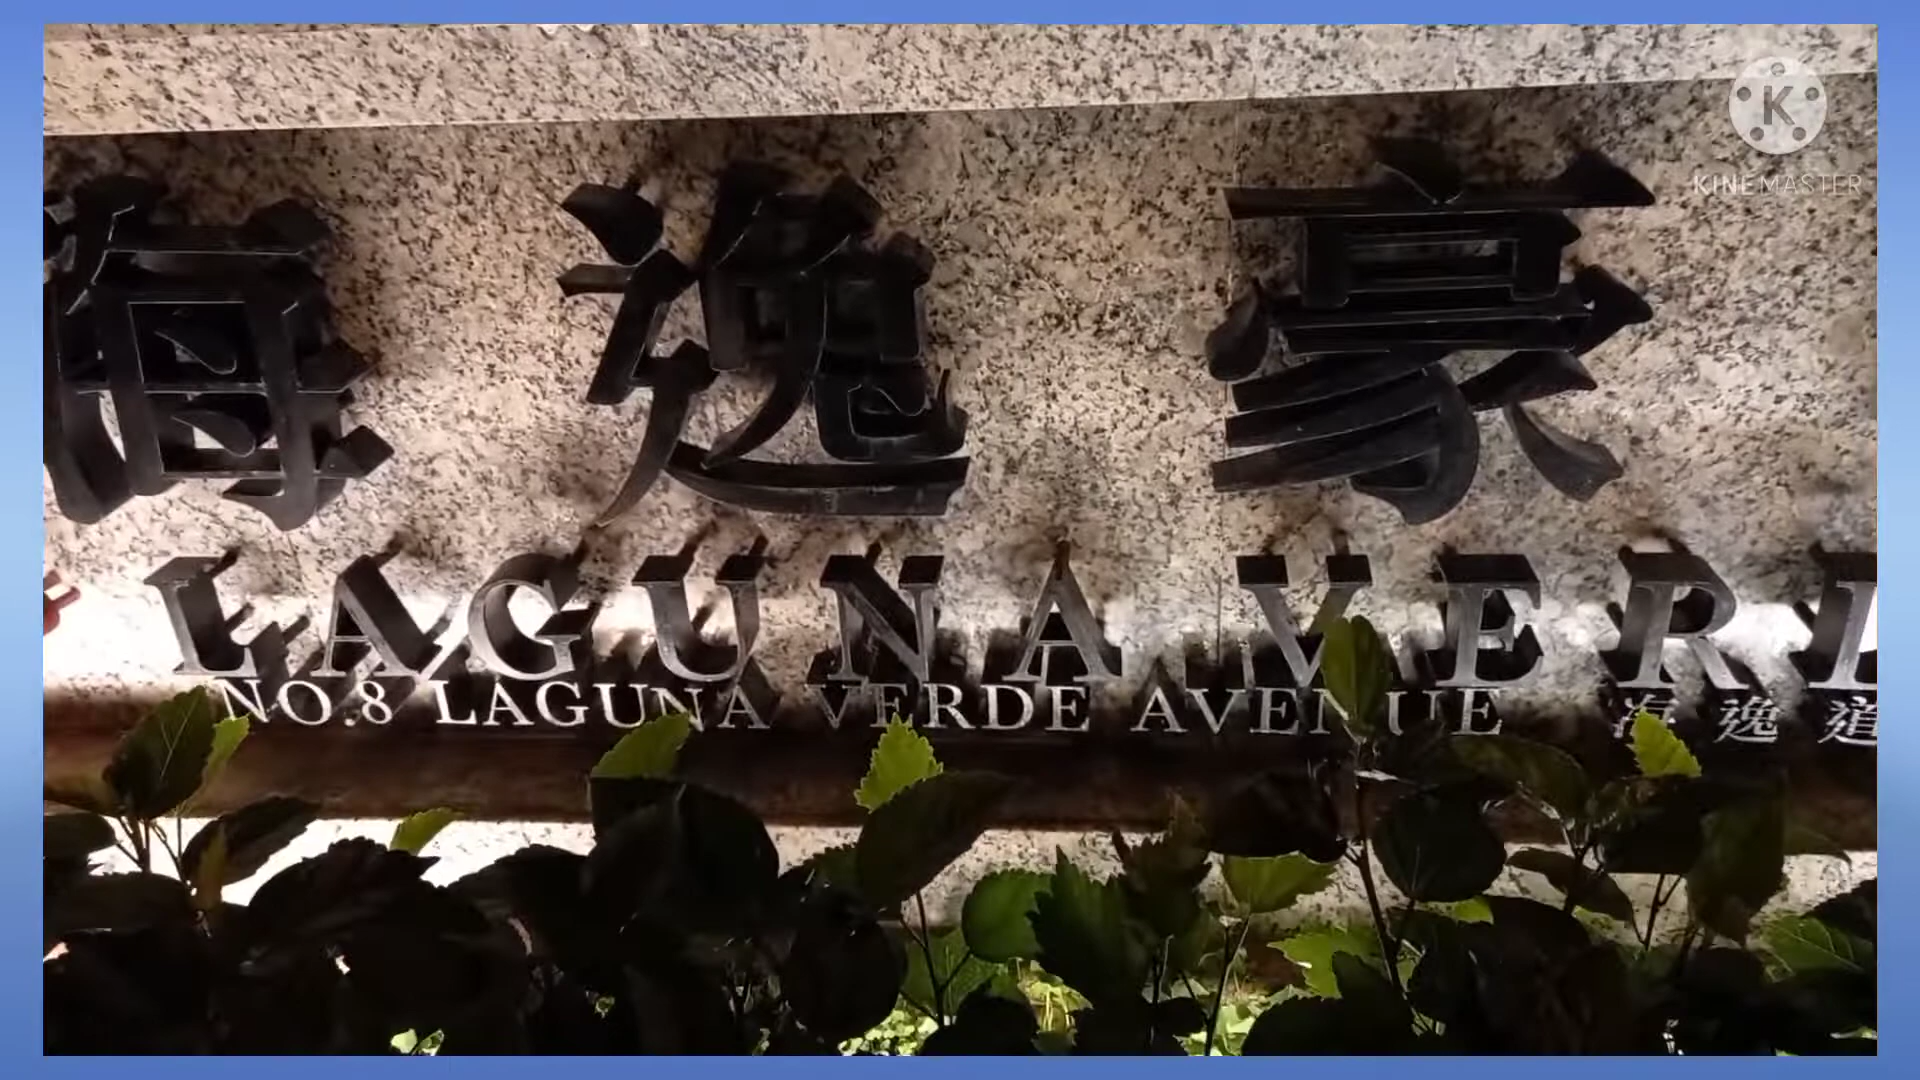 K
KINEMASTER
海逸豪
LAGUNA VER
NO.8 LAGUNA VERDE AVENUE 海逸道